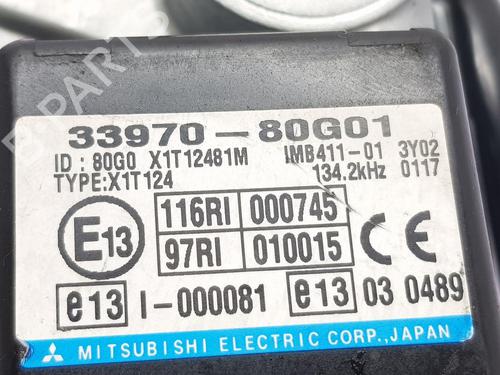 33970-80G01
ID:80G0 X1T12481M IMB411-01 3Y02
TYPE:X1T124 134.2kHz 0117
E13 116RI 000745 CE
97RI 010015
e13 I-000081 e13 03 0489
MITSUBISHI ELECTRIC CORP.,JAPAN
B-PARTS